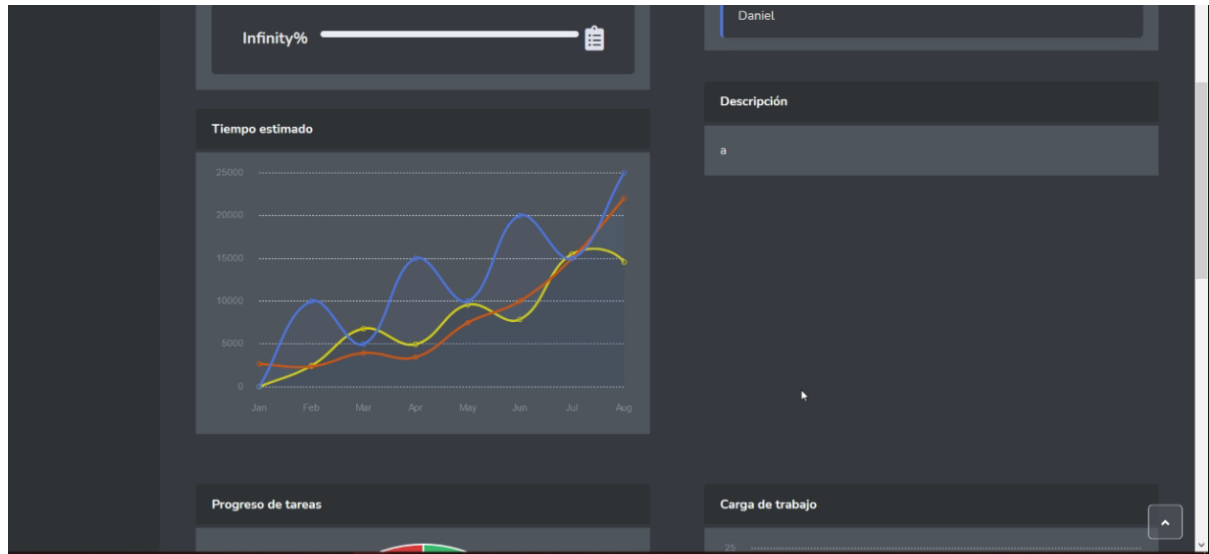 Infinity%
Daniel
Descripción
a
Tiempo estimado
25000
20000
15000
10000
5000
0
Jan Feb Mar Apr May Jun Jul Aug
Progreso de tareas
Carga de trabajo
25